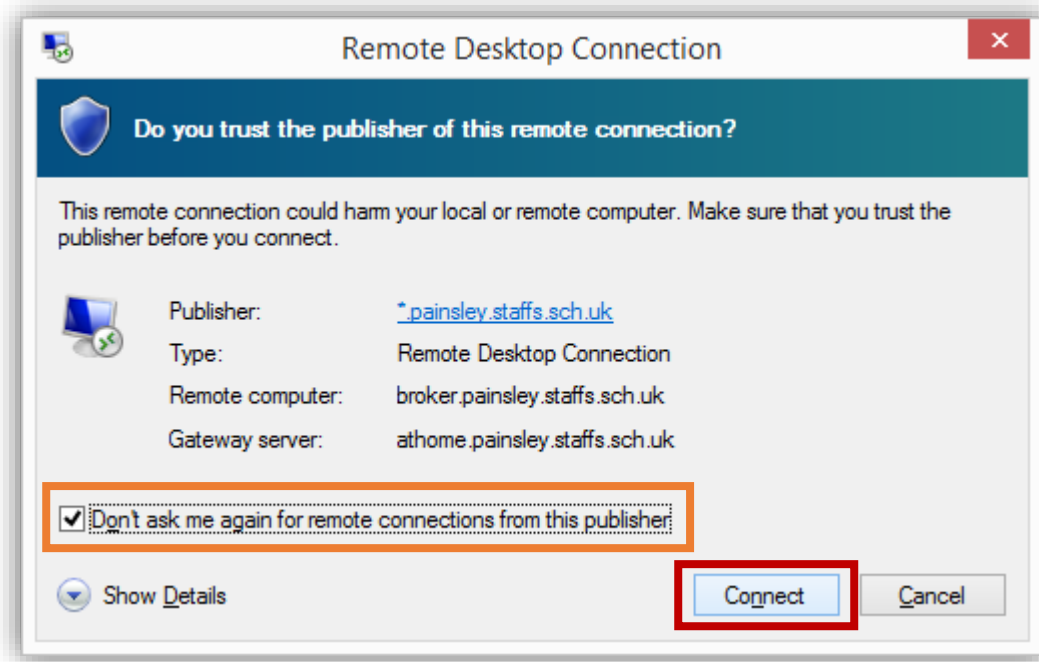 Remote Desktop Connection
Do you trust the publisher of this remote connection?
This remote connection could harm your local or remote computer. Make sure that you trust the
publisher before you connect.
Publisher: *.painsley.staffs.sch.uk
Type: Remote Desktop Connection
Remote computer: broker.painsley.staffs.sch.uk
Gateway server: athome.painsley.staffs.sch.uk
Don't ask me again for remote connections from this publisher
Show Details Connect Cancel